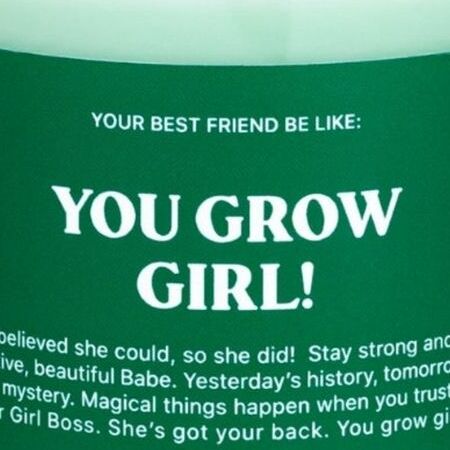 YOUR BEST FRIEND BE LIKE:
YOU GROW
GIRL!
believed she could, so she did! Stay strong and
ive, beautiful Babe. Yesterday's history, tomorro
mystery. Magical things happen when you trust
r Girl Boss. She's got your back. You grow gi